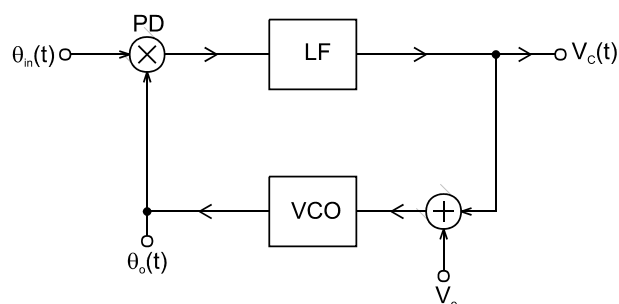 PD
θin(t)
LF
VC(t)
VCO
θo(t)